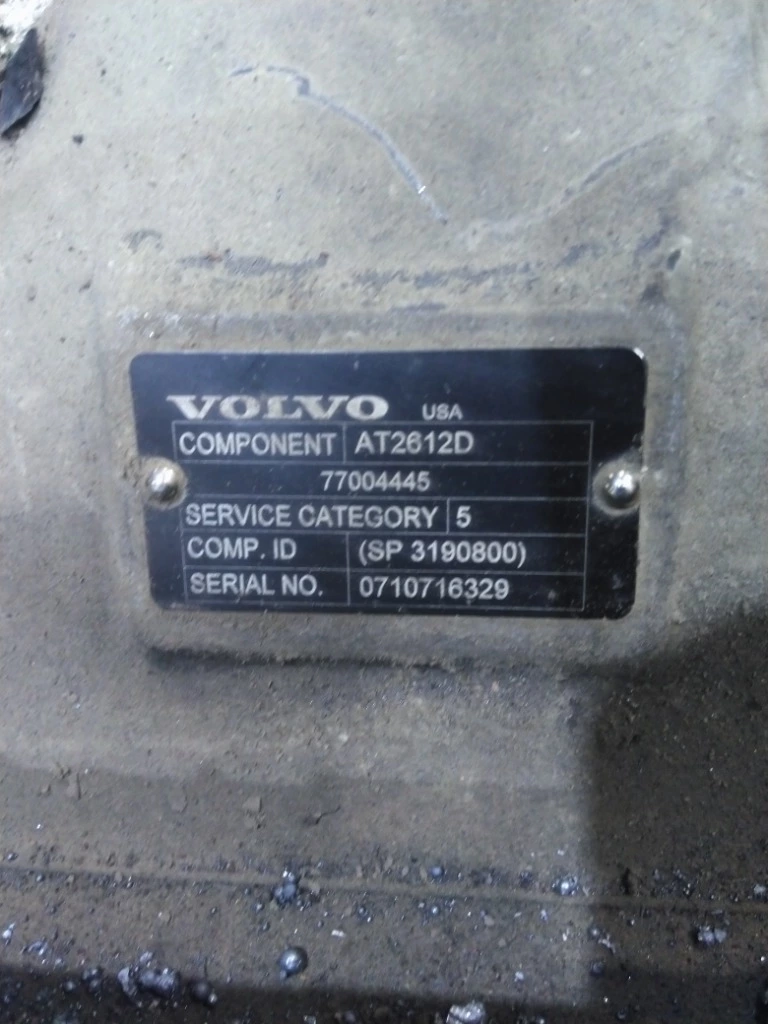 VOLVO USA
COMPONENT AT2612D
77004445
SERVICE CATEGORY 5
COMP. ID (SP 3190800)
SERIAL NO. 0710716329